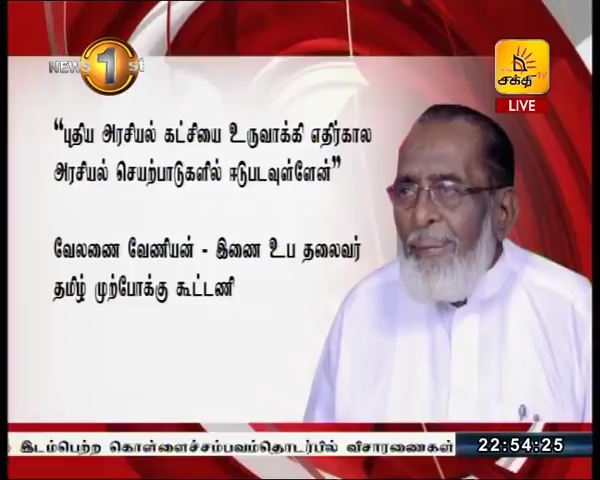 NEWS 1st
சக்தி TV
LIVE
“புதிய அரசியல் கட்சியை உருவாக்கி எதிர்கால
அரசியல் செயற்பாடுகளில் ஈடுபடவுள்ளேன்”
வேலணை வேணியன் - இணை உப தலைவர்
தமிழ் முற்போக்கு கூட்டணி
இடம்பெற்ற கொள்ளைச்சம்பவம்தொடர்பில் விசாரணைகள்
22:54:25